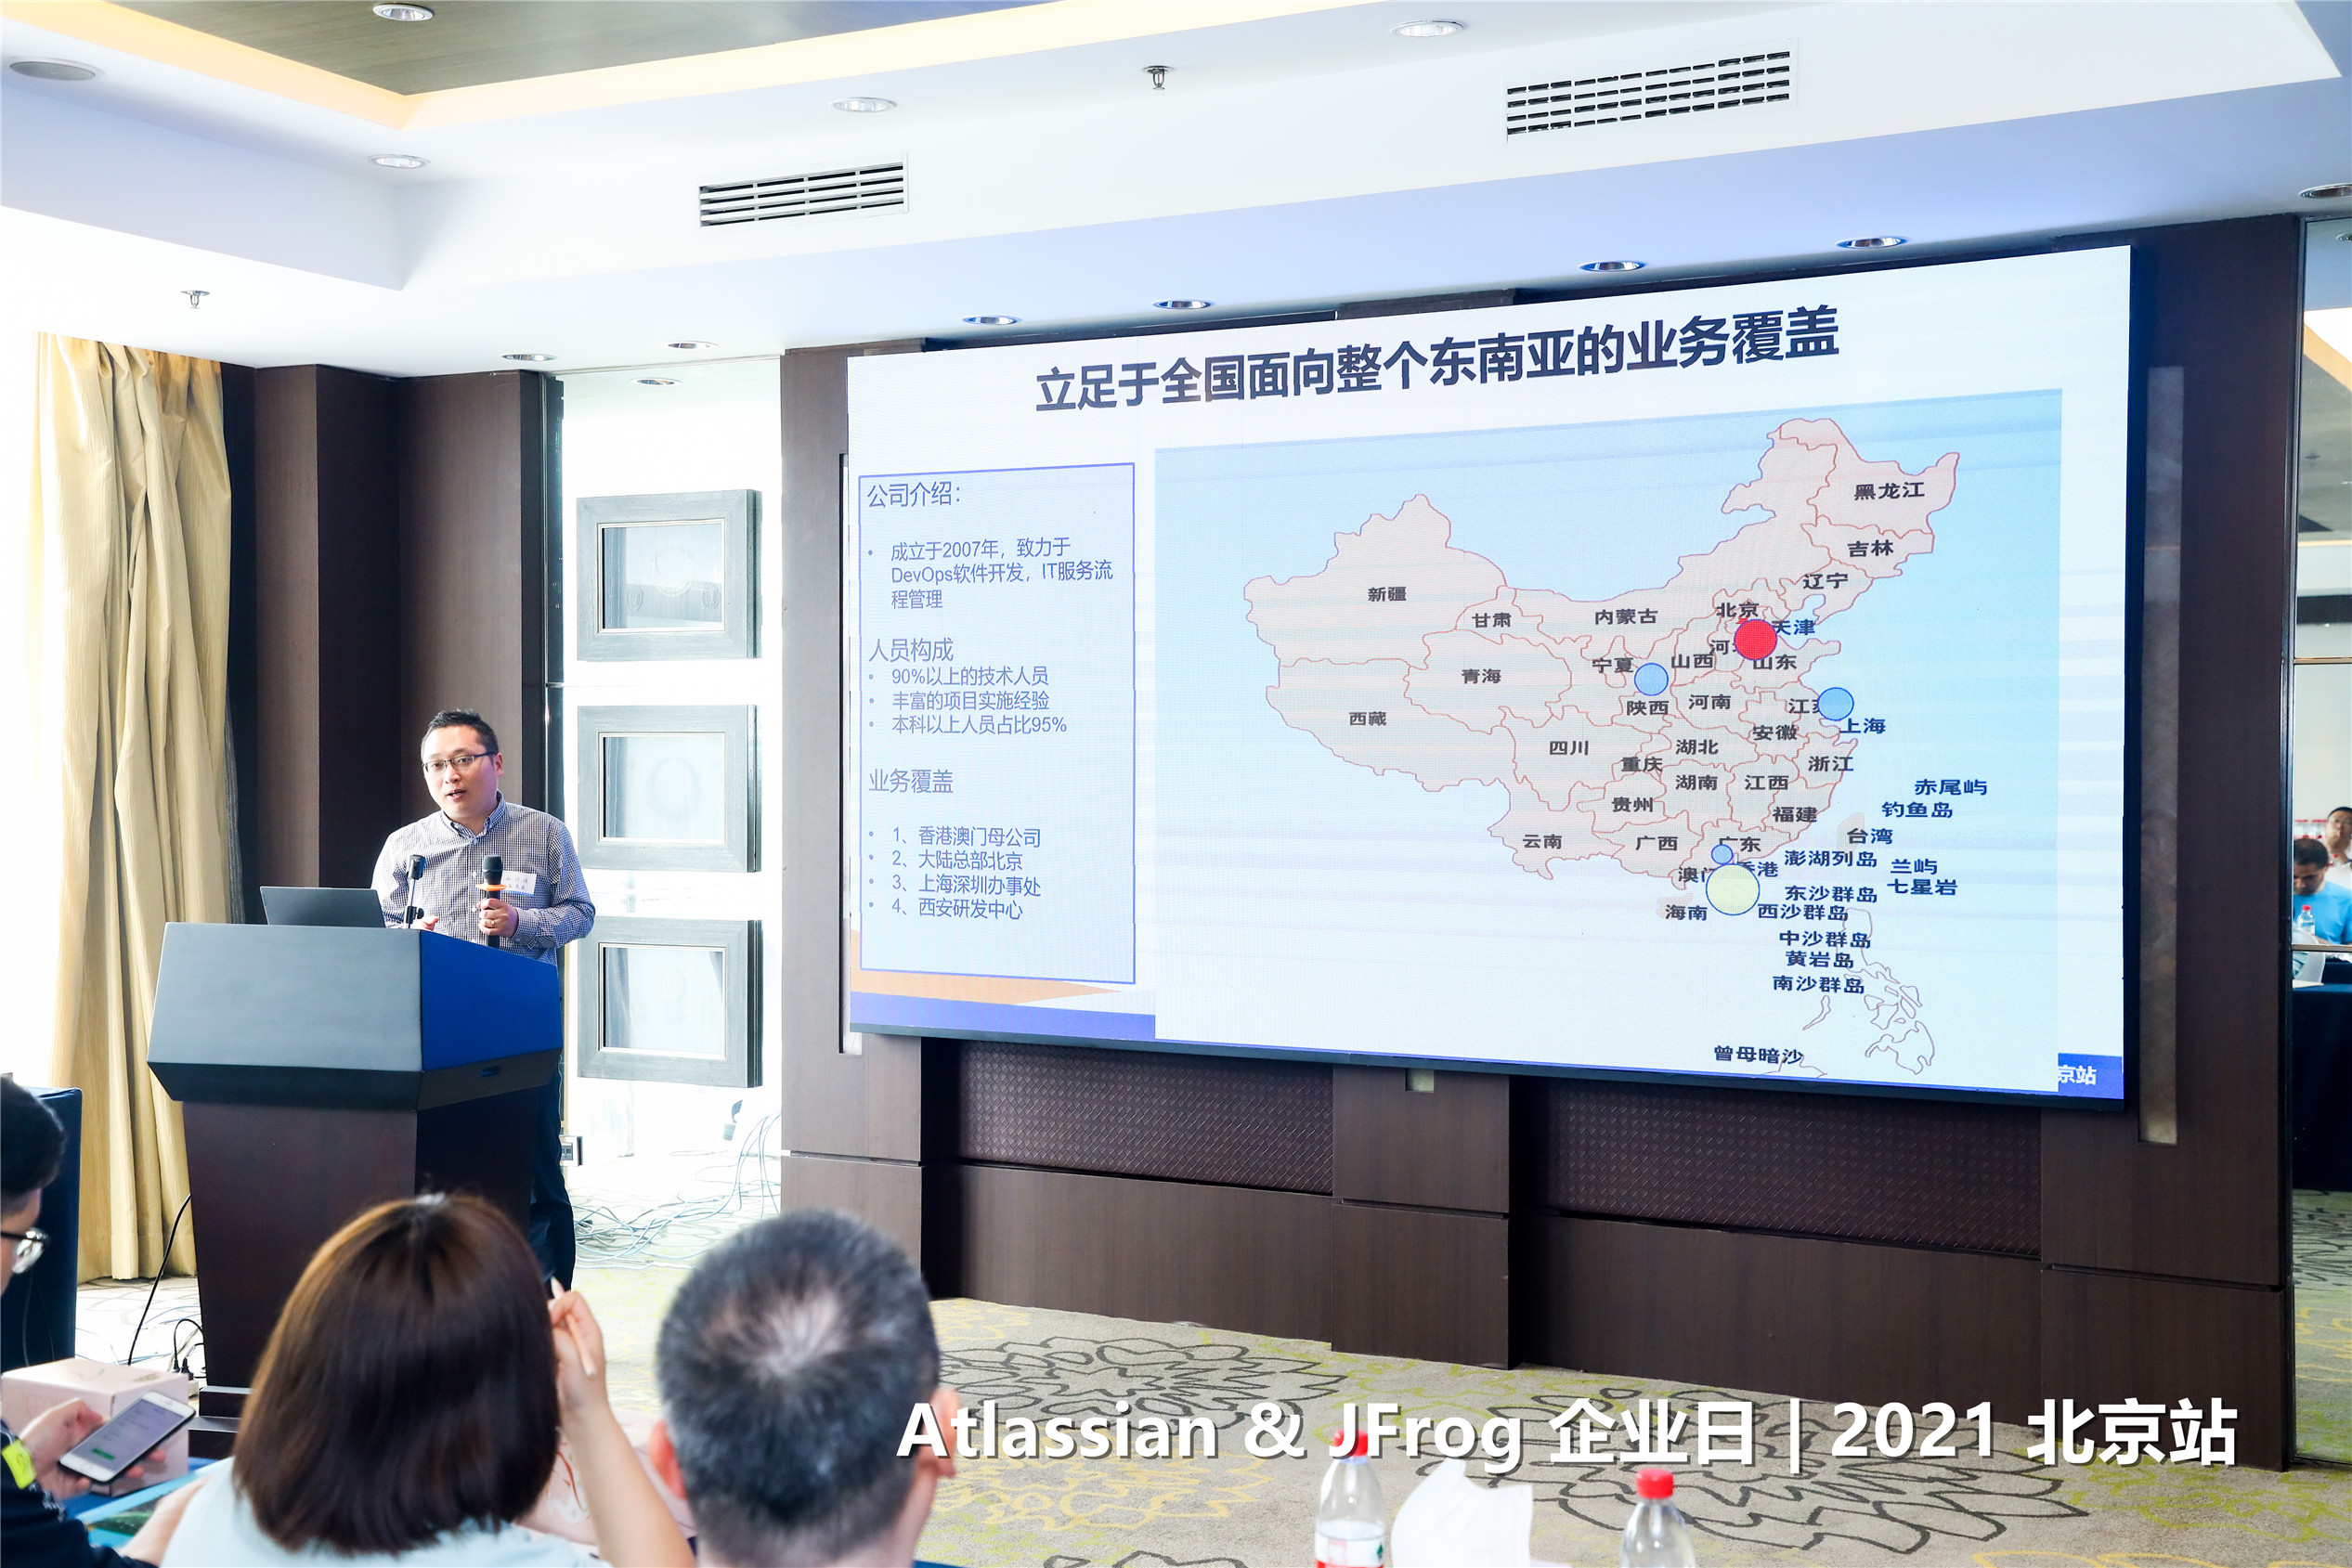 立足于全国面向整个东南亚的业务覆盖
公司介绍：
• 成立于2007年，致力于
DevOps软件开发，IT服务流
程管理
人员构成
• 90%以上的技术人员
• 丰富的项目实施经验
• 本科以上人员占比95%
业务覆盖
• 1、香港澳门母公司
• 2、大陆总部北京
• 3、上海深圳办事处
• 4、西安研发中心
黑龙江
吉林
辽宁
新疆
甘肃
内蒙古
北京
天津
河
宁夏
山西
山东
青海
西藏
陕西
河南
江
上海
安徽
四川
湖北
重庆
浙江
湖南
江西
贵州
福建
云南
广西
广东
赤尾屿
钓鱼岛
台湾
澎湖列岛
兰屿
七星岩
澳门
香港
东沙群岛
海南
西沙群岛
中沙群岛
黄岩岛
南沙群岛
曾母暗沙
京站
Atlassian & JFrog 企业日 | 2021 北京站